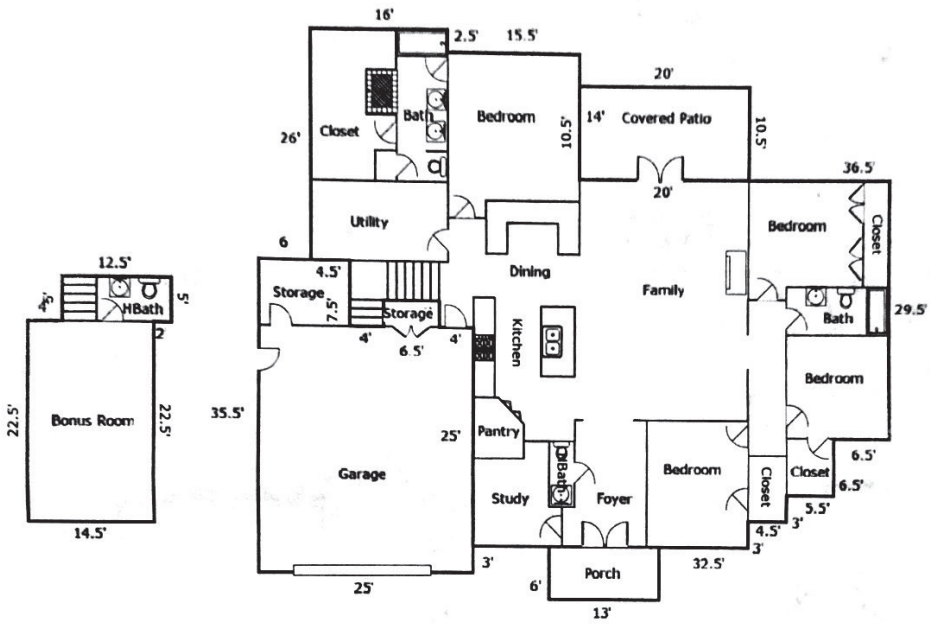 16'
2.5'
15.5'
20'
Bath
Bedroom
10.5'
14'
Covered Patio
10.5'
Closet
26'
20'
36.5'
Utility
Bedroom
Closet
6
12.5'
4.5'
Dining
Storage
Family
HBath
5'
7.5'
Storage
Bath
29.5'
2'
4'
6.5'
4'
Kitchen
Bedroom
22.5'
Bonus Room
22.5'
35.5'
25'
Pantry
6.5'
Garage
Study
Foyer
Bedroom
Closet
Closet
6.5'
5.5'
4.5'
3'
14.5'
3'
32.5'
3'
25'
6'
Porch
13'